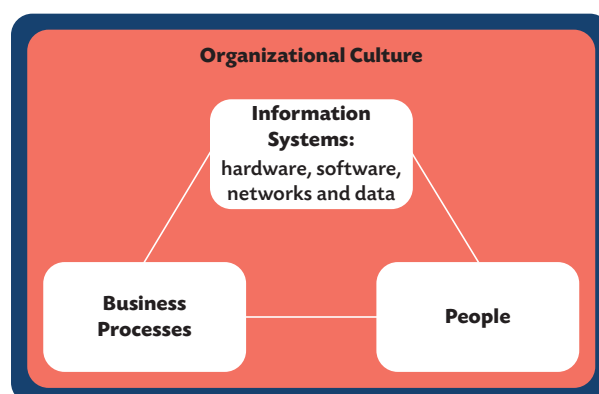 Organizational Culture
Information
Systems:
hardware, software,
networks and data
Business
Processes
People